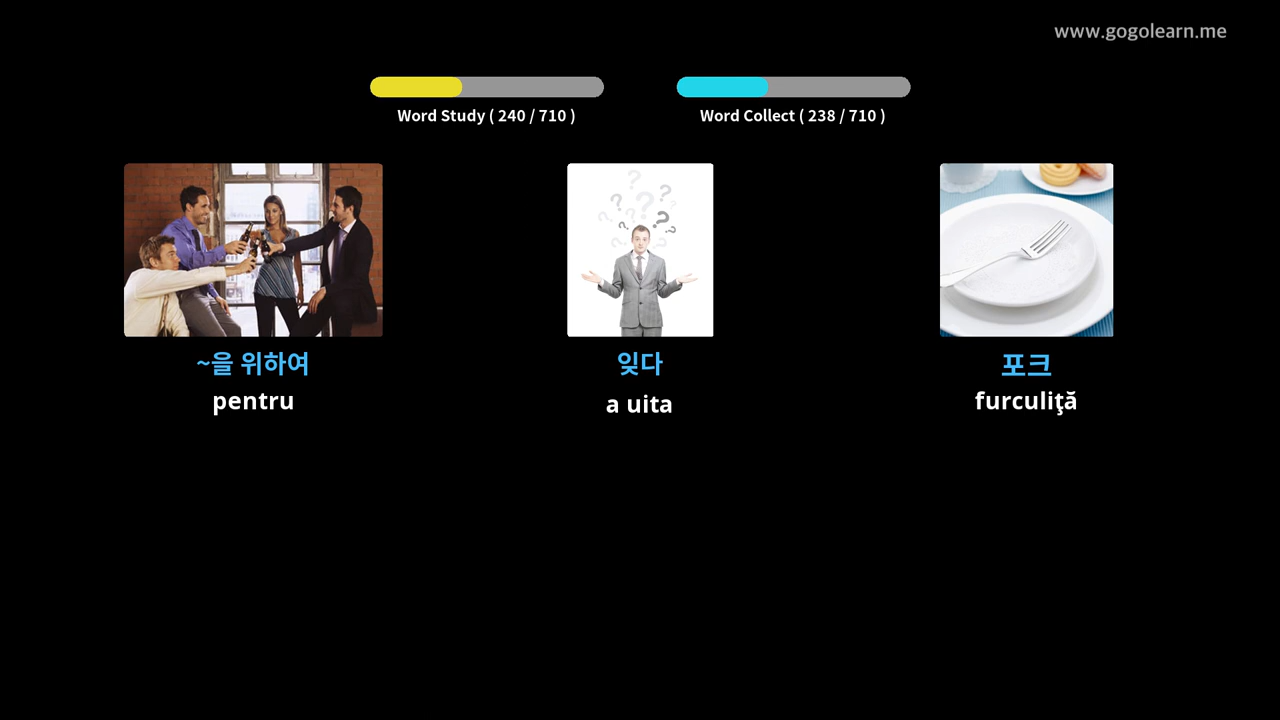 www.gogolearn.me
Word Study ( 240 / 710 )
Word Collect ( 238 / 710 )
~을 위하여
pentru
잊다
a uita
포크
furculiţă